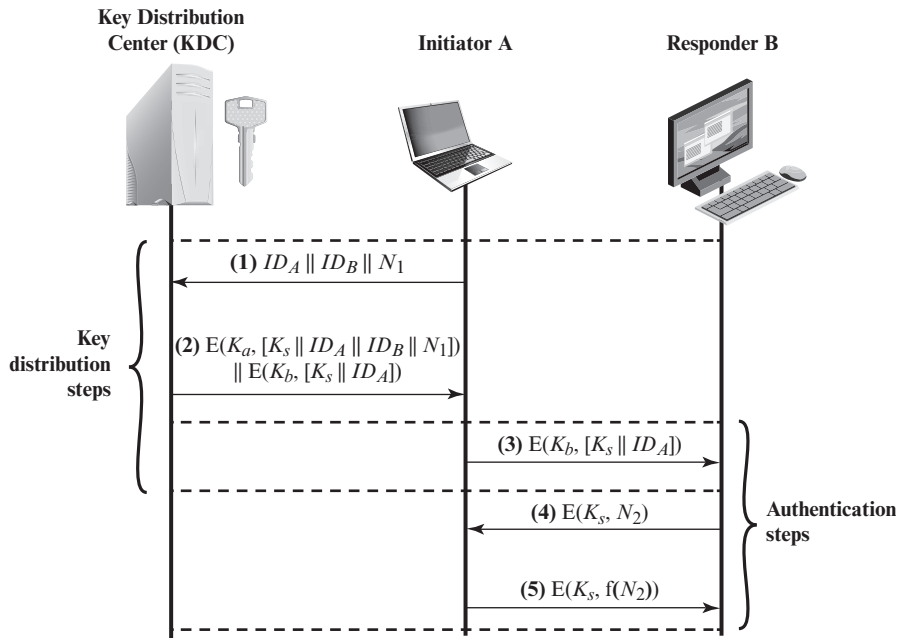 Key Distribution
Center (KDC)
Initiator A
Responder B
(1) ID_A || ID_B || N_1
Key
distribution
steps
(2) E(K_a, [K_s || ID_A || ID_B || N_1])
|| E(K_b, [K_s || ID_A])
(3) E(K_b, [K_s || ID_A])
(4) E(K_s, N_2)
Authentication
steps
(5) E(K_s, f(N_2))